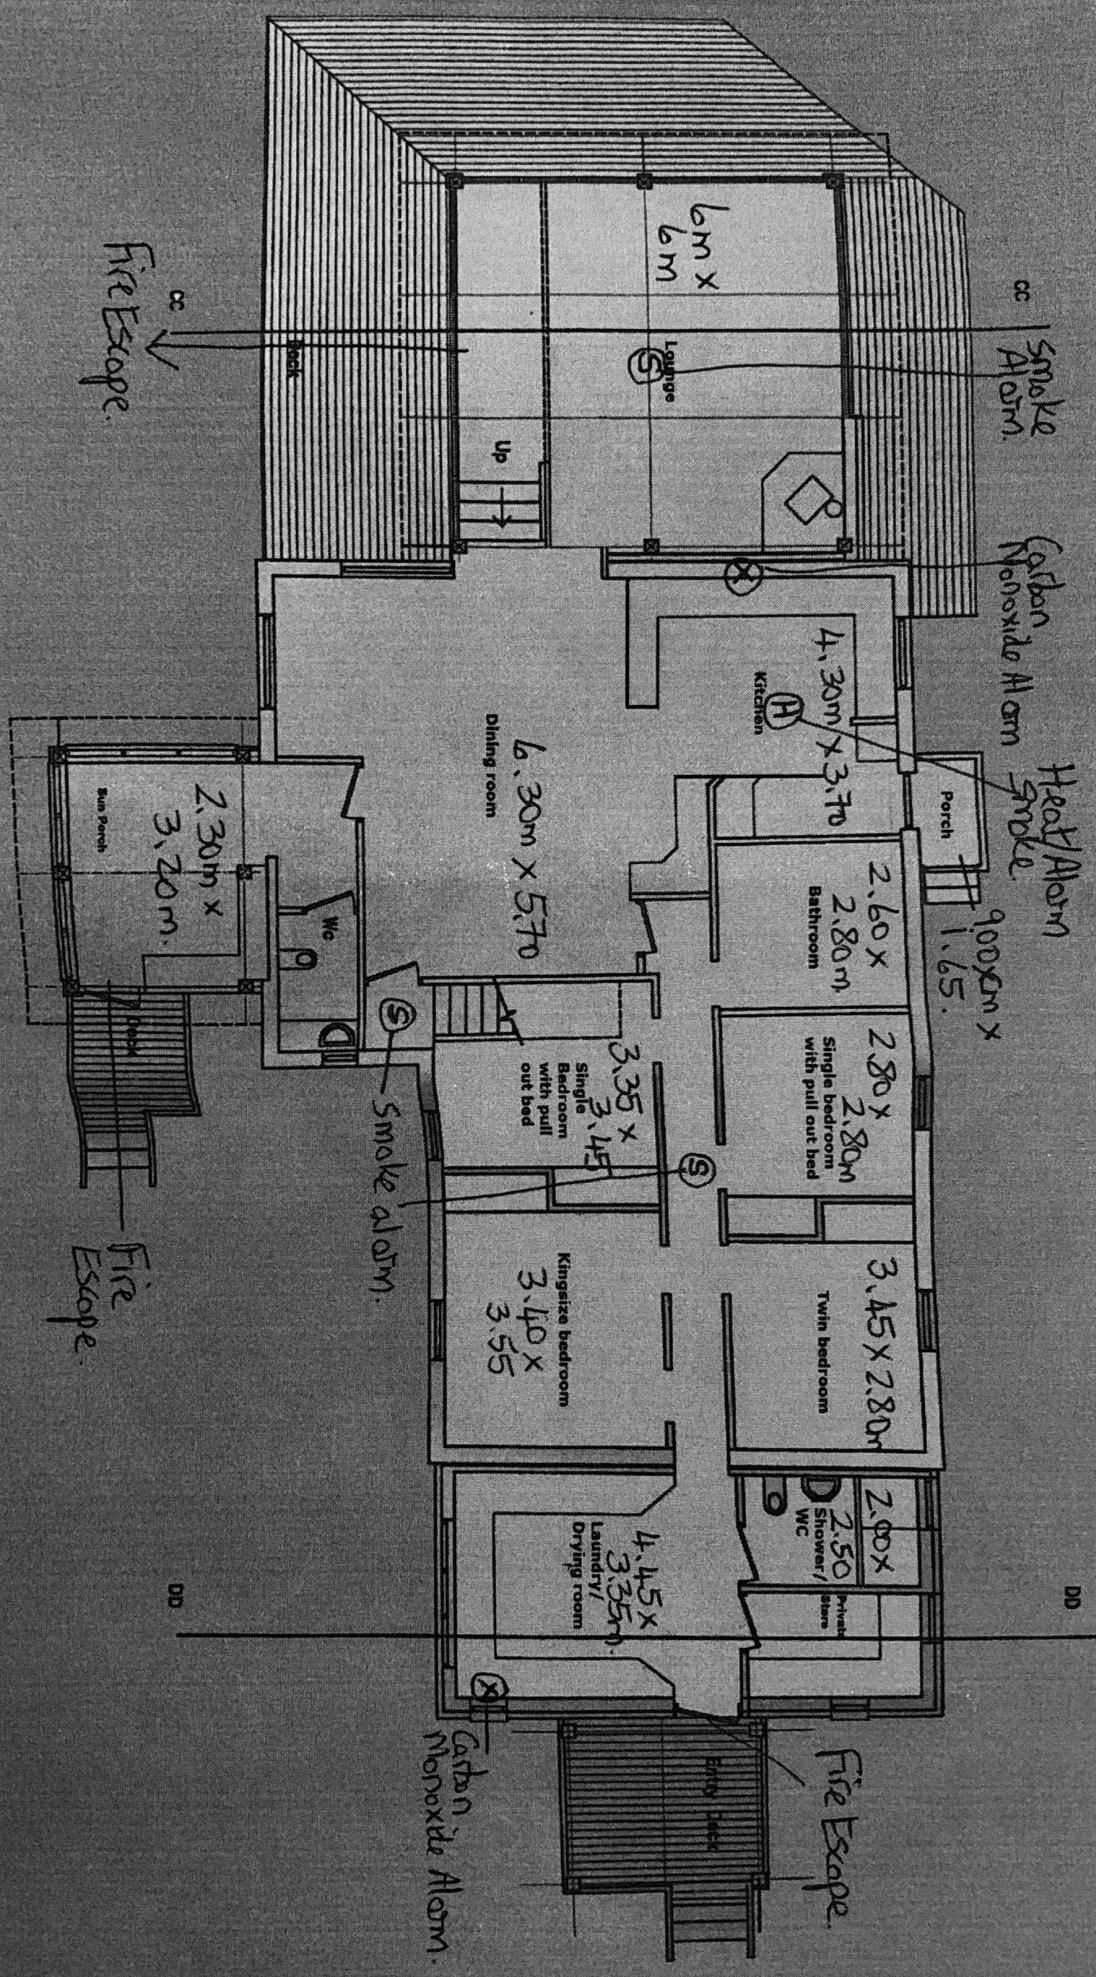 CC
Smoke
Alarm.
Carbon
Monoxide Alarm
Heat/Alarm
Smoke.
900cm x
1.65.
DD
6m x
6m
Lounge
S
Up
X
4.30m x 3.70
Kitchen
H
Porch
2.60 x
2.80m
Bathroom
2.80 x
2.80m
Single bedroom
with pull out bed
3.45 x 2.80m
Twin bedroom
2.00 x
2.50
Shower/
WC
Private
Store
6.30m x 5.70
Dining room
S
3.35 x
3.45
Single
Bedroom
with pull
out bed
Kingsize bedroom
3.40 x
3.55
4.45 x
3.35m.
Laundry/
Drying room
X
Entry Deck
Fire Escape.
Carbon
Monoxide Alarm.
Deck
CC
Fire Escape.
2.30m x
3.20m.
Sun Porch
WC
S
Smoke alarm.
Deck
Fire
Escape.
DD